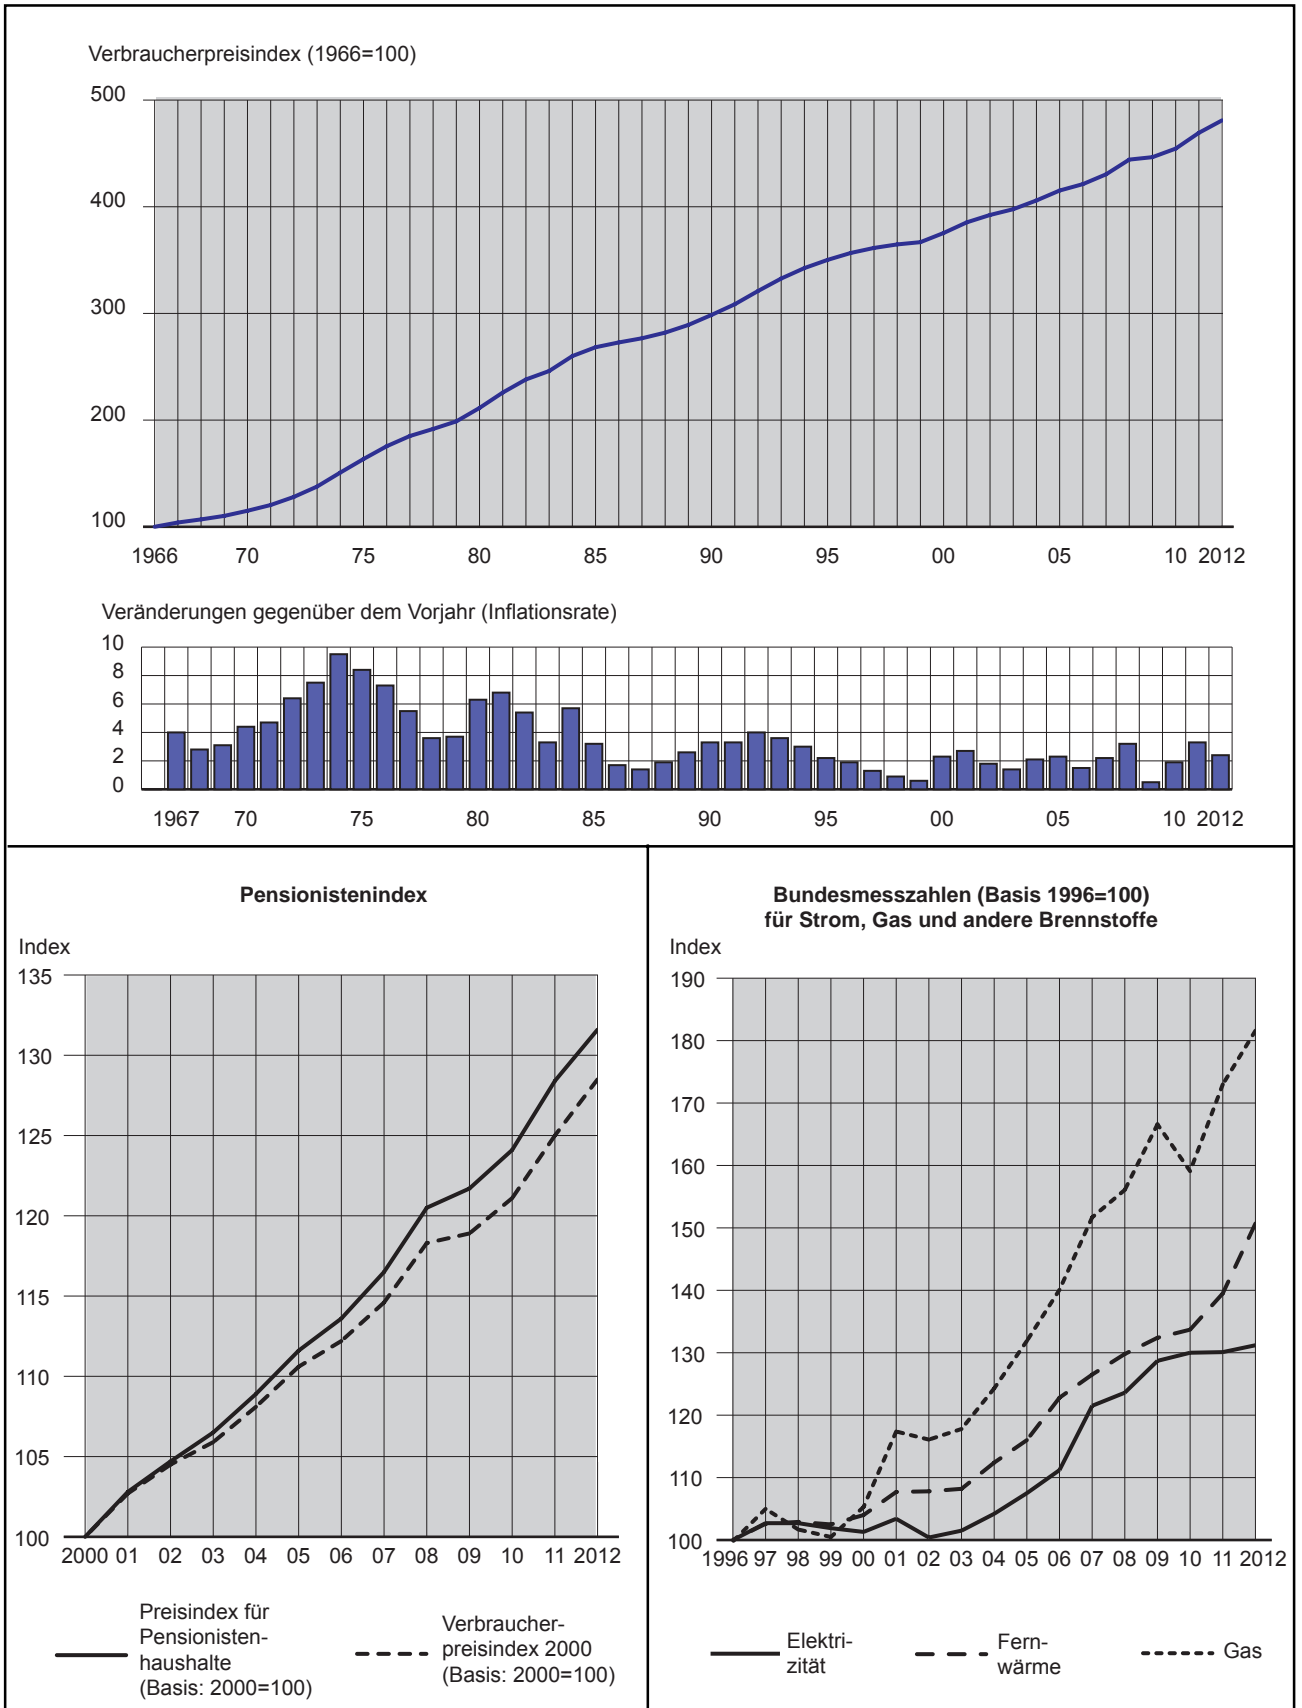 Verbraucherpreisindex (1966=100)
500
400
300
200
100
1966 70 75 80 85 90 95 00 05 10 2012
Veränderungen gegenüber dem Vorjahr (Inflationsrate)
10
8
6
4
2
0
1967 70 75 80 85 90 95 00 05 10 2012
Pensionistenindex
Index
135
130
125
120
115
110
105
100
2000 01 02 03 04 05 06 07 08 09 10 11 2012
Preisindex für
Pensionisten-
haushalte
(Basis: 2000=100)
Verbraucher-
preisindex 2000
(Basis: 2000=100)
Bundesmesszahlen (Basis 1996=100)
für Strom, Gas und andere Brennstoffe
Index
190
180
170
160
150
140
130
120
110
100
1996 97 98 99 00 01 02 03 04 05 06 07 08 09 10 11 2012
Elektri-
zität
Fern-
wärme
Gas